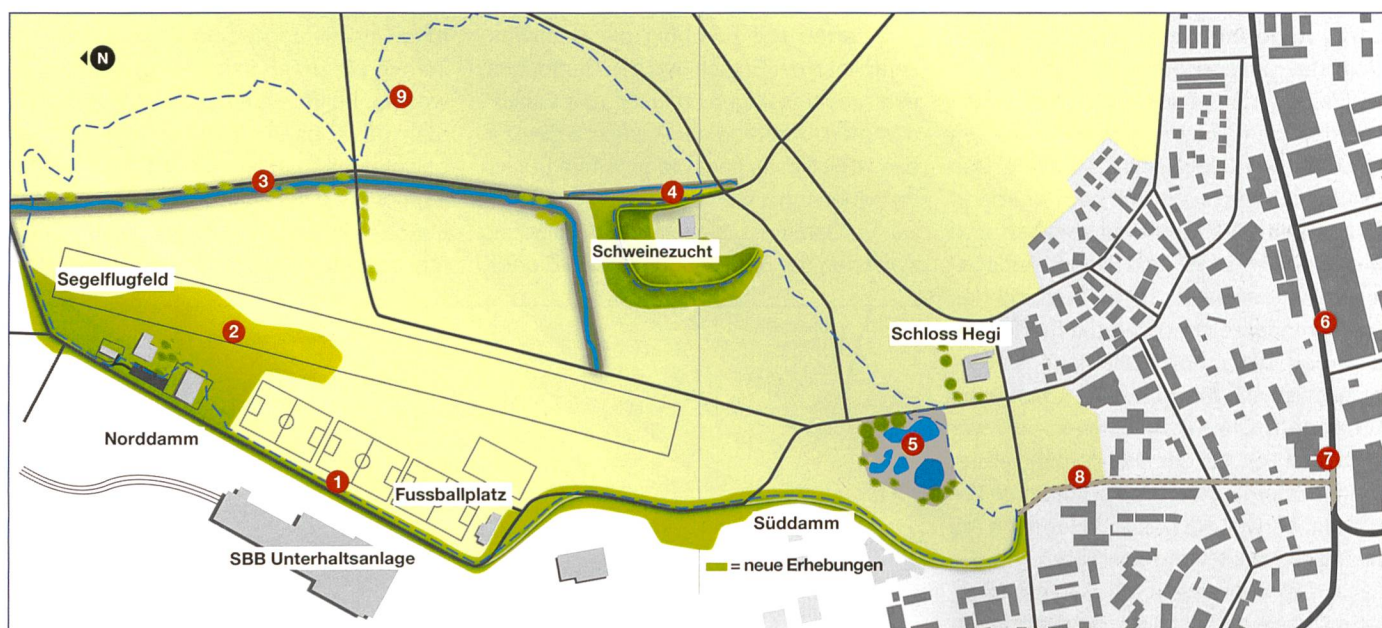 N
9
3
4
Schweinezucht
Segelflugfeld
2
6
Schloss Hegi
Norddamm
5
7
1
8
Fussballplatz
Süddamm
SBB Unterhaltsanlage
= neue Erhebungen